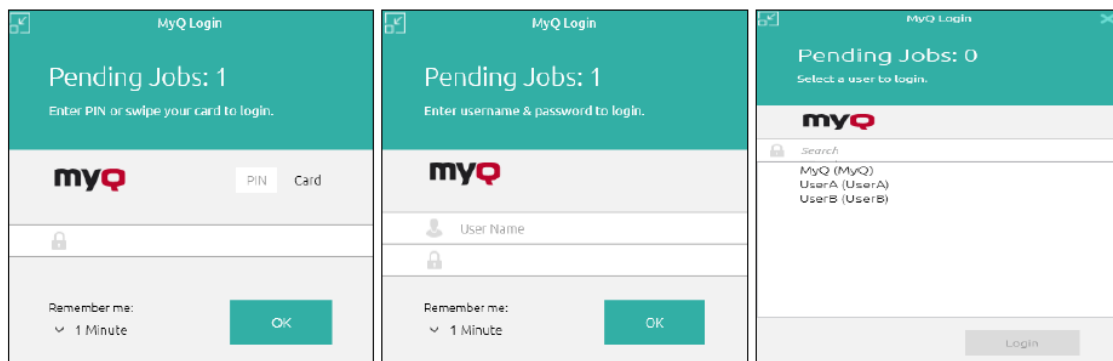 MyQ Login
Pending Jobs: 1
Enter PIN or swipe your card to login.
myQ
PIN Card
Remember me:
1 Minute
OK
MyQ Login
Pending Jobs: 1
Enter username & password to login.
myQ
User Name
Remember me:
1 Minute
OK
MyQ Login
Pending Jobs: 0
Select a user to login.
myQ
Search
MyQ (MyQ)
UserA (UserA)
UserB (UserB)
Login